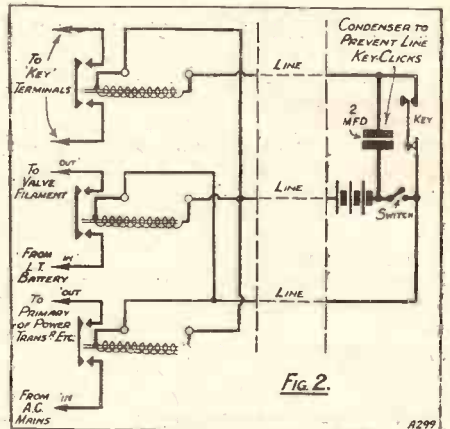 TO
"KEY"
TERMINALS
LINE
CONDENSER TO
PREVENT LINE
KEY-CLICKS
2
MFD
KEY
TO "OUT"
VALVE
FILAMENT
LINE
SWITCH
FROM "IN"
L.T.
BATTERY
TO "OUT"
PRIMARY
OF POWER
TRANSR. ETC.
LINE
FROM "IN"
A.C.
MAINS
FIG 2.
A299